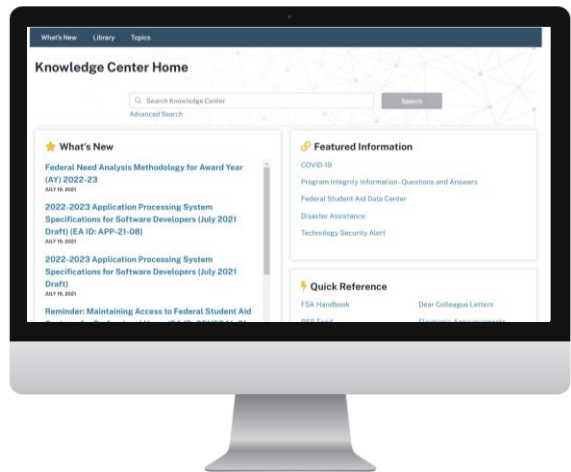 What's New Library Topics
Knowledge Center Home
Search Knowledge Center
Search
Advanced Search
What's New
Federal Need Analysis Methodology for Award Year
(AY) 2022-23
JULY 19, 2021
2022-2023 Application Processing System
Specifications for Software Developers (July 2021
Draft) (EA ID: APP-21-08)
JULY 19, 2021
2022-2023 Application Processing System
Specifications for Software Developers (July 2021
Draft)
JULY 19, 2021
Reminder: Maintaining Access to Federal Student Aid
Featured Information
COVID-19
Program Integrity Information - Questions and Answers
Federal Student Aid Data Center
Disaster Assistance
Technology Security Alert
Quick Reference
FSA Handbook Dear Colleague Letters
RSS Feed Electronic Announcements